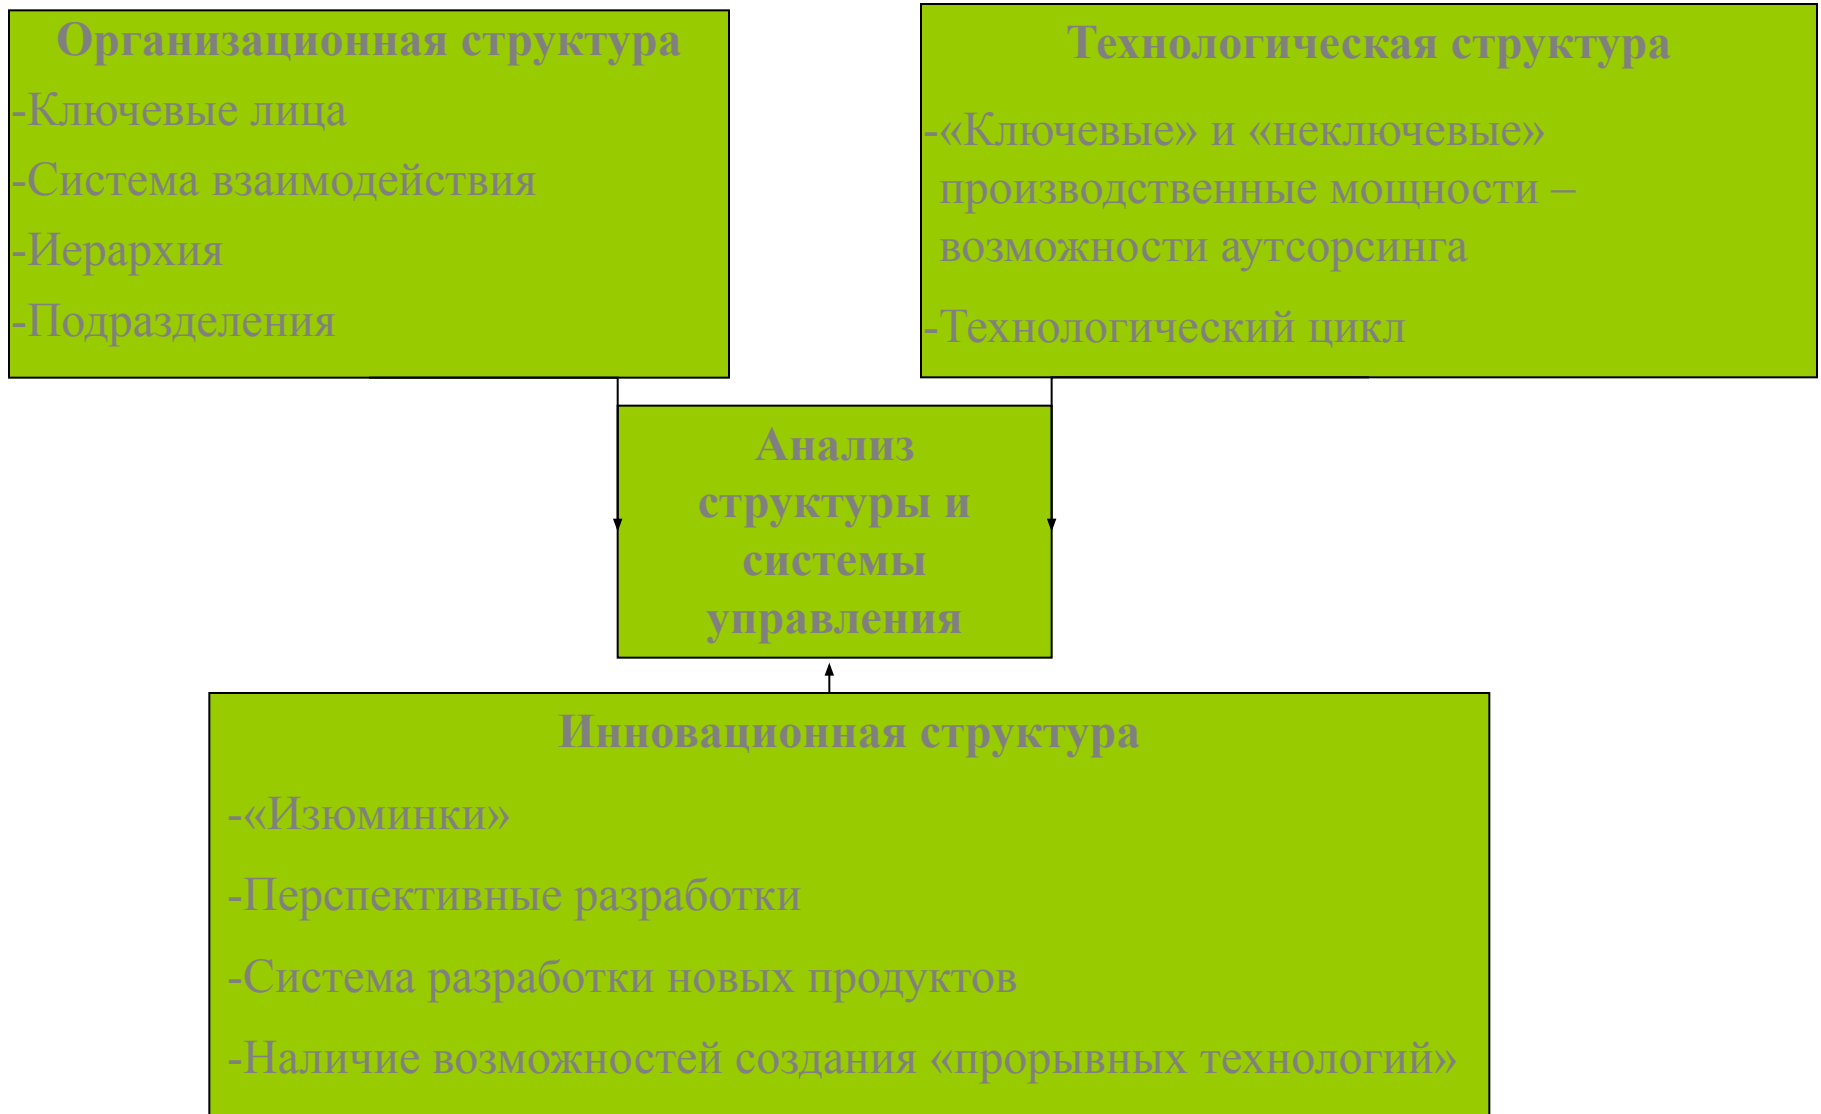 Организационная структура
-Ключевые лица
-Система взаимодействия
-Иерархия
-Подразделения
Технологическая структура
-«Ключевые» и «неключевые»
производственные мощности –
возможности аутсорсинга
-Технологический цикл
Анализ
структуры и
системы
управления
Инновационная структура
-«Изюминки»
-Перспективные разработки
-Система разработки новых продуктов
-Наличие возможностей создания «прорывных технологий»